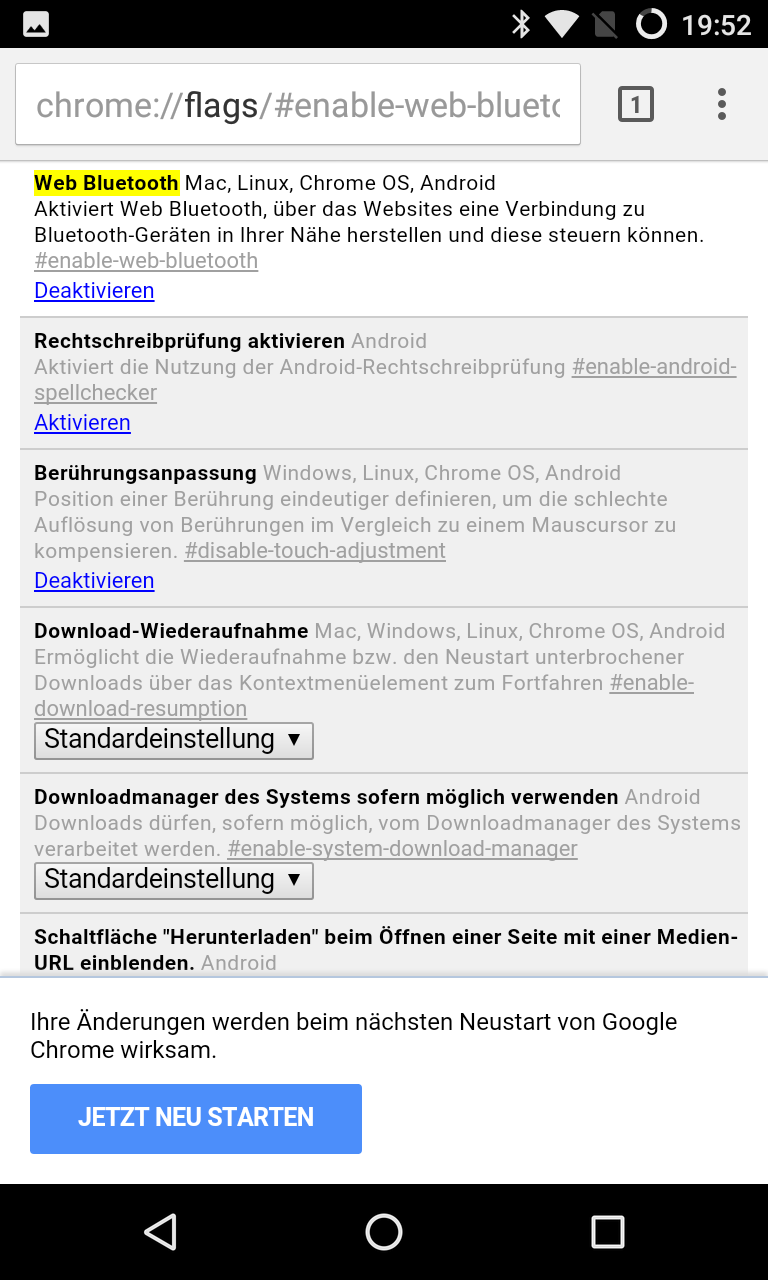 19:52
chrome://flags/#enable-web-blueto
1
Web Bluetooth Mac, Linux, Chrome OS, Android
Aktiviert Web Bluetooth, über das Websites eine Verbindung zu
Bluetooth-Geräten in Ihrer Nähe herstellen und diese steuern können.
#enable-web-bluetooth
Deaktivieren
Rechtschreibprüfung aktivieren Android
Aktiviert die Nutzung der Android-Rechtschreibprüfung #enable-android-
spellchecker
Aktivieren
Berührungsanpassung Windows, Linux, Chrome OS, Android
Position einer Berührung eindeutiger definieren, um die schlechte
Auflösung von Berührungen im Vergleich zu einem Mauscursor zu
kompensieren. #disable-touch-adjustment
Deaktivieren
Download-Wiederaufnahme Mac, Windows, Linux, Chrome OS, Android
Ermöglicht die Wiederaufnahme bzw. den Neustart unterbrochener
Downloads über das Kontextmenüelement zum Fortfahren #enable-
download-resumption
Standardeinstellung ▼
Downloadmanager des Systems sofern möglich verwenden Android
Downloads dürfen, sofern möglich, vom Downloadmanager des Systems
verarbeitet werden. #enable-system-download-manager
Standardeinstellung ▼
Schaltfläche "Herunterladen" beim Öffnen einer Seite mit einer Medien-
URL einblenden. Android
Ihre Änderungen werden beim nächsten Neustart von Google
Chrome wirksam.
JETZT NEU STARTEN